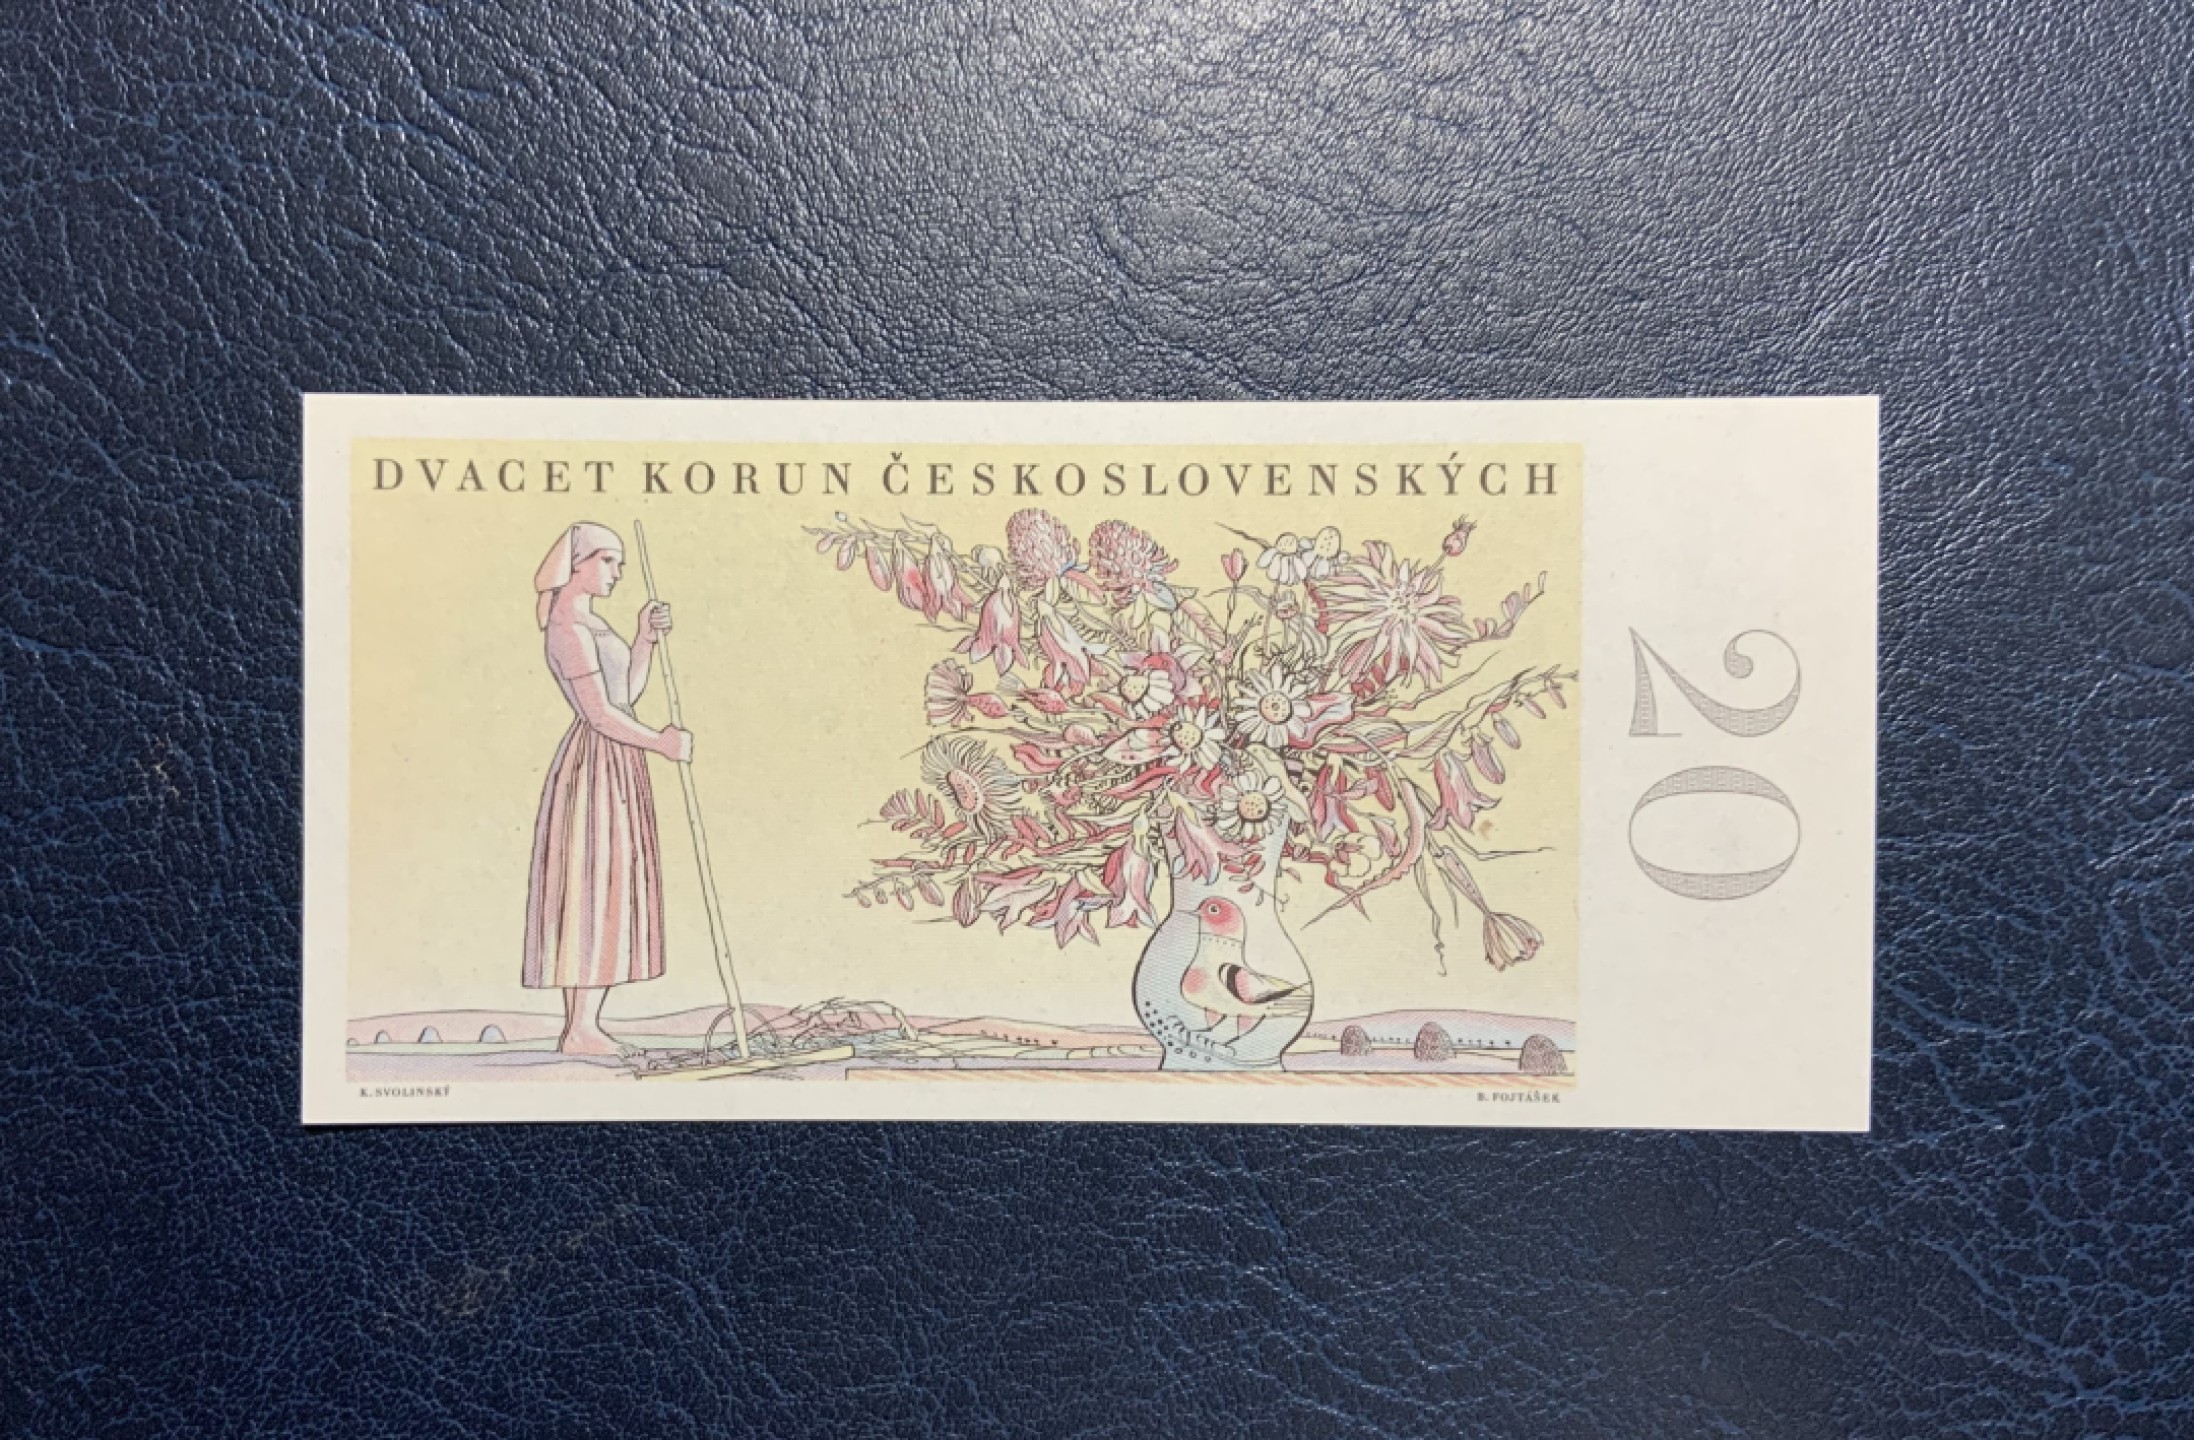 DVACET KORUN ČESKOSLOVENSKÝCH
20
K. SVOLINSKÝ
B. FOJTÁŠEK